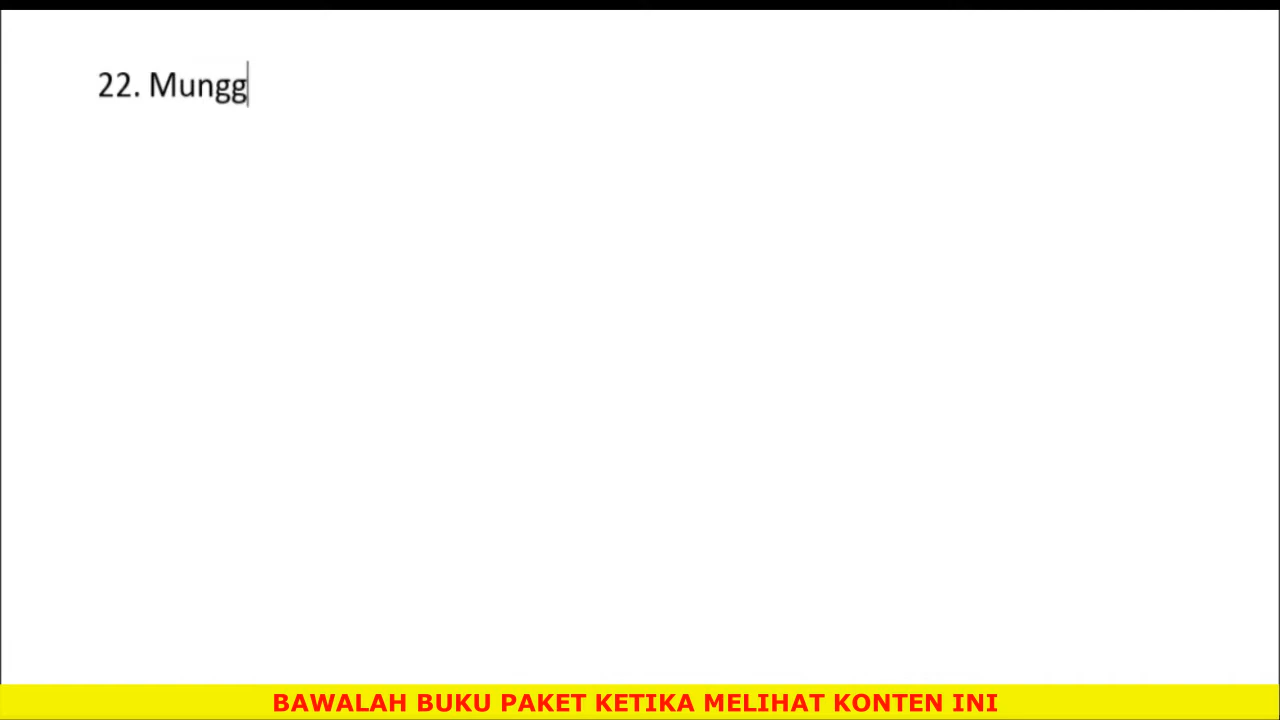 22. Mungg
BAWALAH BUKU PAKET KETIKA MELIHAT KONTEN INI